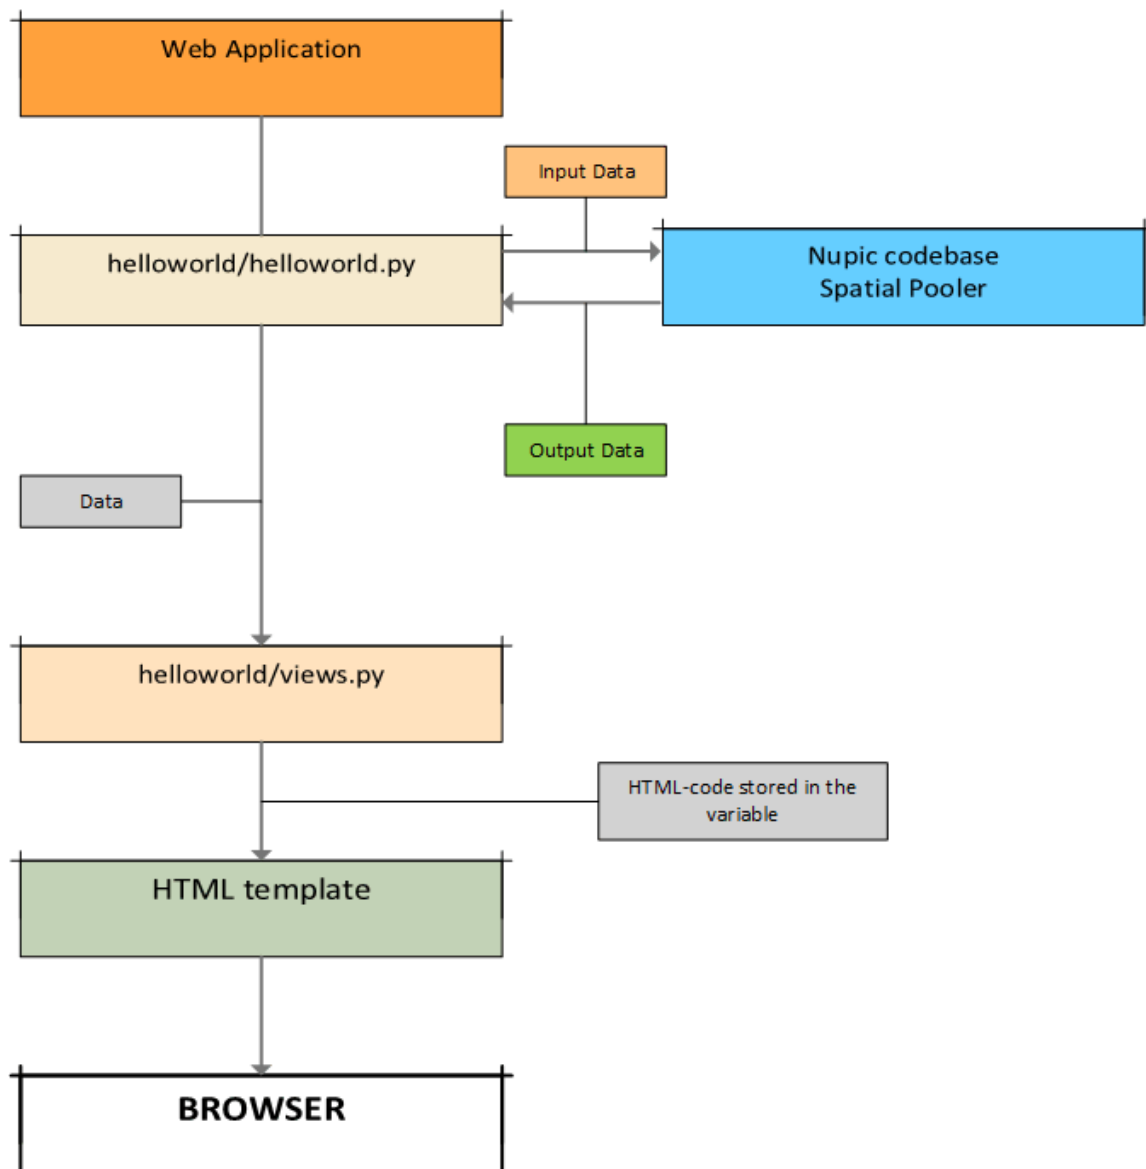 Web Application
Input Data
helloworld/helloworld.py
Nupic codebase
Spatial Pooler
Output Data
Data
helloworld/views.py
HTML-code stored in the
variable
HTML template
BROWSER